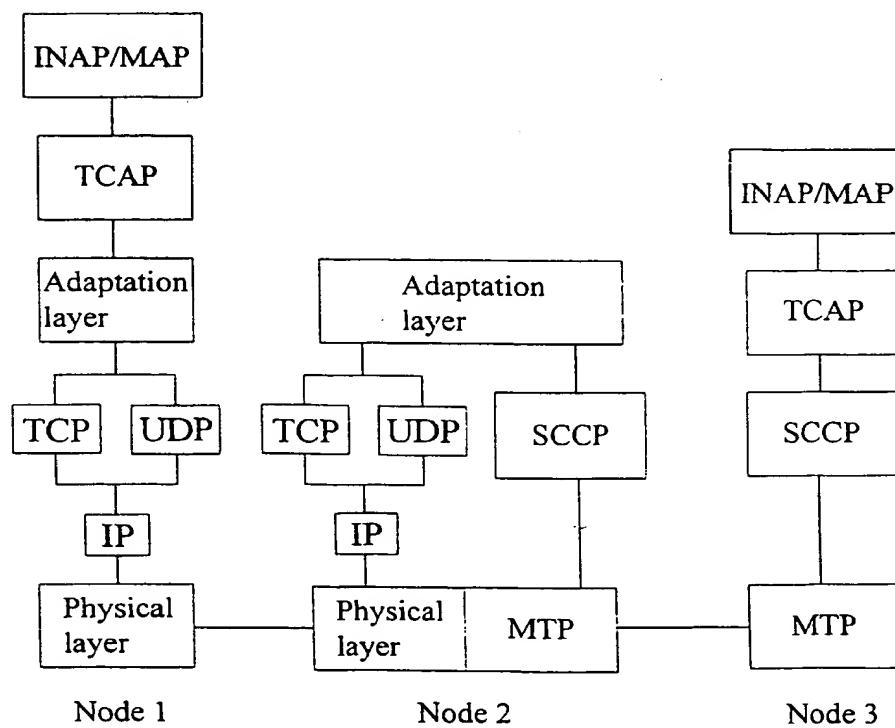 INAP/MAP
TCAP
Adaptation
layer
TCP
UDP
IP
Physical
layer
Node 1
Adaptation
layer
TCP
UDP
SCCP
IP
Physical
layer
MTP
Node 2
INAP/MAP
TCAP
SCCP
MTP
Node 3